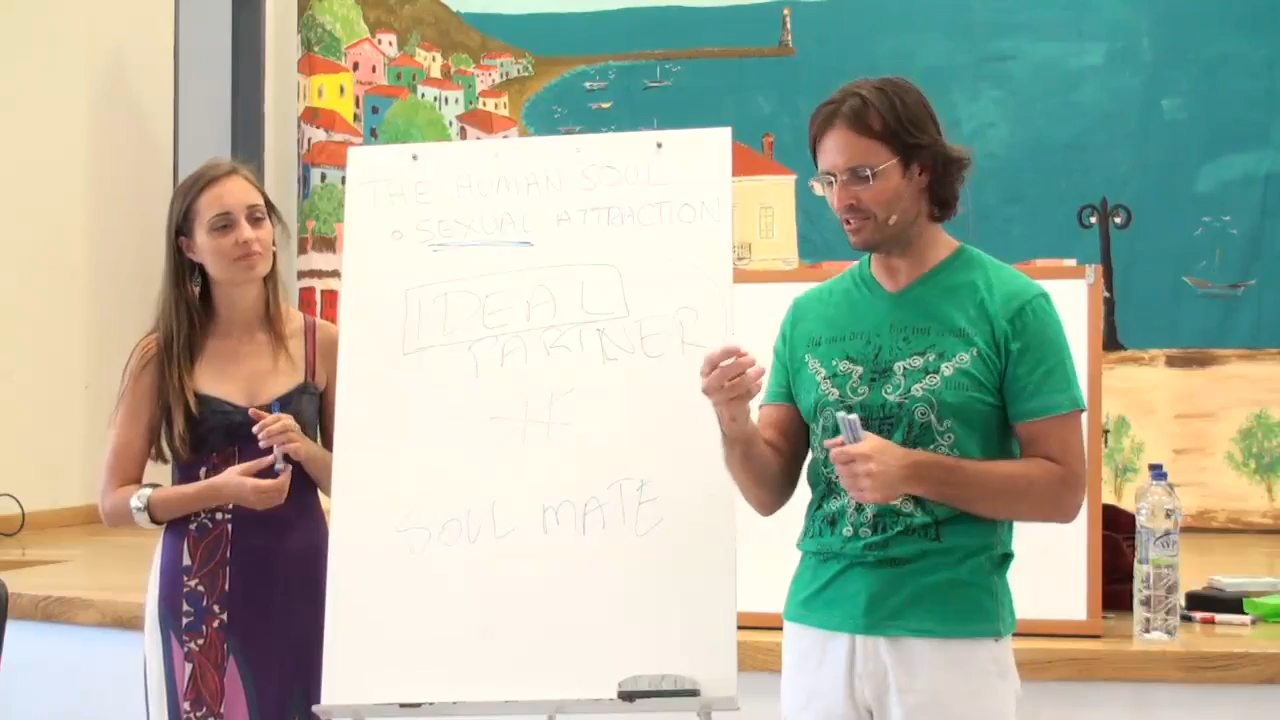 THE HUMAN SOUL
o SEXUAL ATTRACTION
IDEAL
PARTNER
≠
SOUL MATE